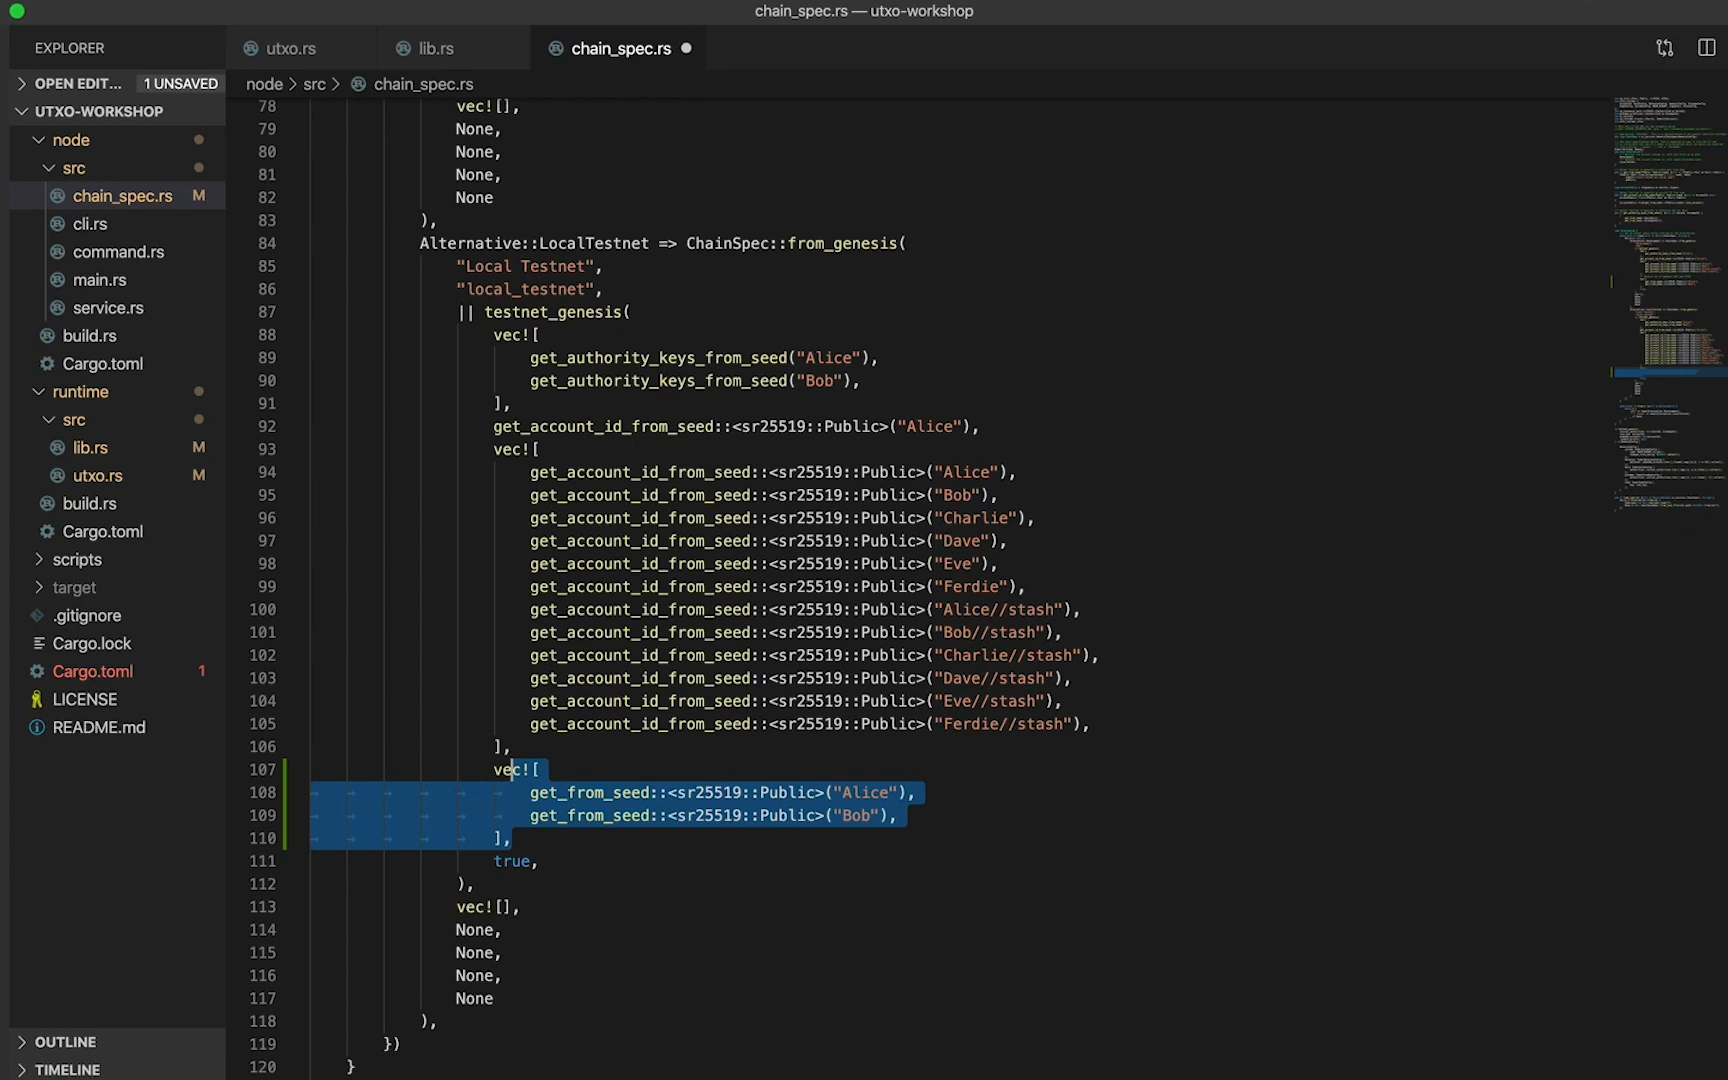 chain_spec.rs — utxo-workshop
EXPLORER
utxo.rs
lib.rs
chain_spec.rs
OPEN EDIT... 1 UNSAVED
node > src > chain_spec.rs
UTXO-WORKSHOP
node
src
chain_spec.rs M
cli.rs
command.rs
main.rs
service.rs
build.rs
Cargo.toml
runtime
src
lib.rs M
utxo.rs M
build.rs
Cargo.toml
scripts
target
.gitignore
Cargo.lock
Cargo.toml 1
LICENSE
README.md
OUTLINE
TIMELINE
78 vec![],
79 None,
80 None,
81 None,
82 None
83 ),
84 Alternative::LocalTestnet => ChainSpec::from_genesis(
85 "Local Testnet",
86 "local_testnet",
87 || testnet_genesis(
88 vec![
89 get_authority_keys_from_seed("Alice"),
90 get_authority_keys_from_seed("Bob"),
91 ],
92 get_account_id_from_seed::<sr25519::Public>("Alice"),
93 vec![
94 get_account_id_from_seed::<sr25519::Public>("Alice"),
95 get_account_id_from_seed::<sr25519::Public>("Bob"),
96 get_account_id_from_seed::<sr25519::Public>("Charlie"),
97 get_account_id_from_seed::<sr25519::Public>("Dave"),
98 get_account_id_from_seed::<sr25519::Public>("Eve"),
99 get_account_id_from_seed::<sr25519::Public>("Ferdie"),
100 get_account_id_from_seed::<sr25519::Public>("Alice//stash"),
101 get_account_id_from_seed::<sr25519::Public>("Bob//stash"),
102 get_account_id_from_seed::<sr25519::Public>("Charlie//stash"),
103 get_account_id_from_seed::<sr25519::Public>("Dave//stash"),
104 get_account_id_from_seed::<sr25519::Public>("Eve//stash"),
105 get_account_id_from_seed::<sr25519::Public>("Ferdie//stash"),
106 ],
107 vec![
108 get_from_seed::<sr25519::Public>("Alice"),
109 get_from_seed::<sr25519::Public>("Bob"),
110 ],
111 true,
112 ),
113 vec![],
114 None,
115 None,
116 None,
117 None
118 ),
119 })
120 }